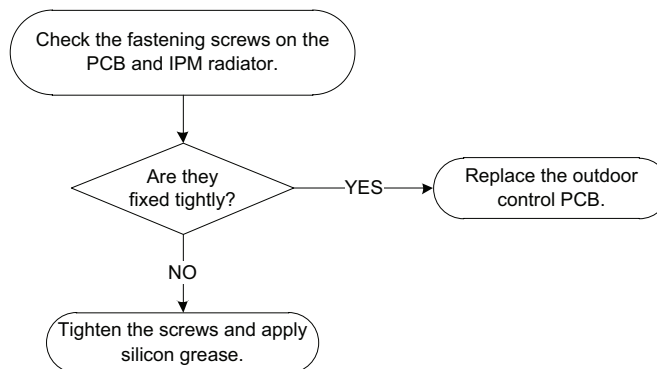 Check the fastening screws on the
PCB and IPM radiator.
Are they
fixed tightly?
YES
Replace the outdoor
control PCB.
NO
Tighten the screws and apply
silicon grease.